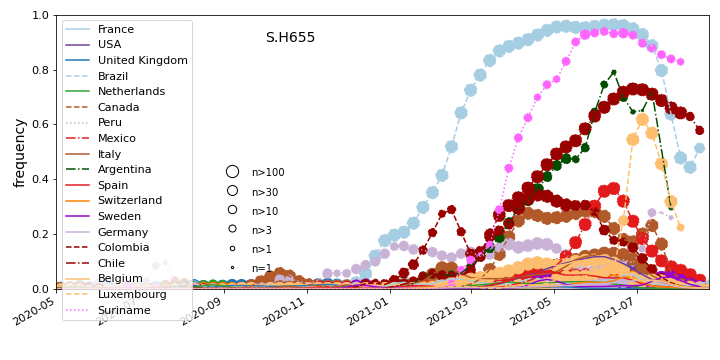 S.H655
frequency
1.0
0.8
0.6
0.4
0.2
0.0
France
USA
United Kingdom
Brazil
Netherlands
Canada
Peru
Mexico
Italy
Argentina
Spain
Switzerland
Sweden
Germany
Colombia
Chile
Belgium
Luxembourg
Suriname
n>100
n>30
n>10
n>3
n>1
n=1
2020-05
2020-09
2020-11
2021-01
2021-03
2021-05
2021-07